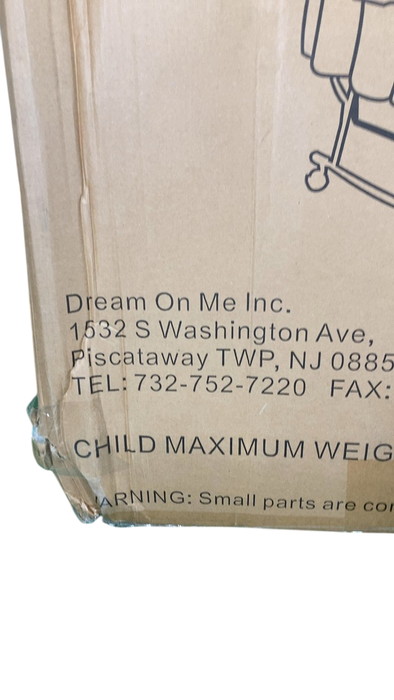 Dream On Me Inc.
1532 S Washington Ave,
Piscataway TWP, NJ 0885
TEL: 732-752-7220 FAX:
CHILD MAXIMUM WEIG
ARNING: Small parts are cor